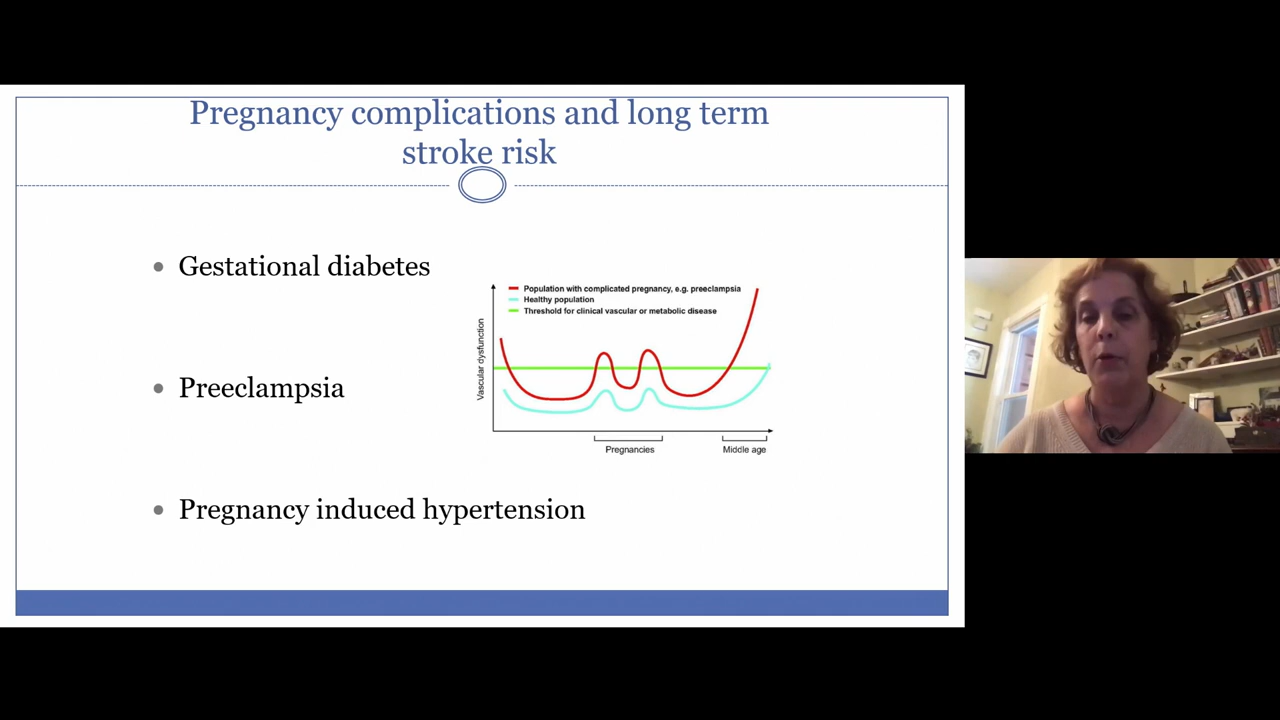 Pregnancy complications and long term
stroke risk
Gestational diabetes
Population with complicated pregnancy, e.g. preeclampsia
Healthy population
Threshold for clinical vascular or metabolic disease
Vascular dysfunction
Preeclampsia
Pregnancies
Middle age
Pregnancy induced hypertension